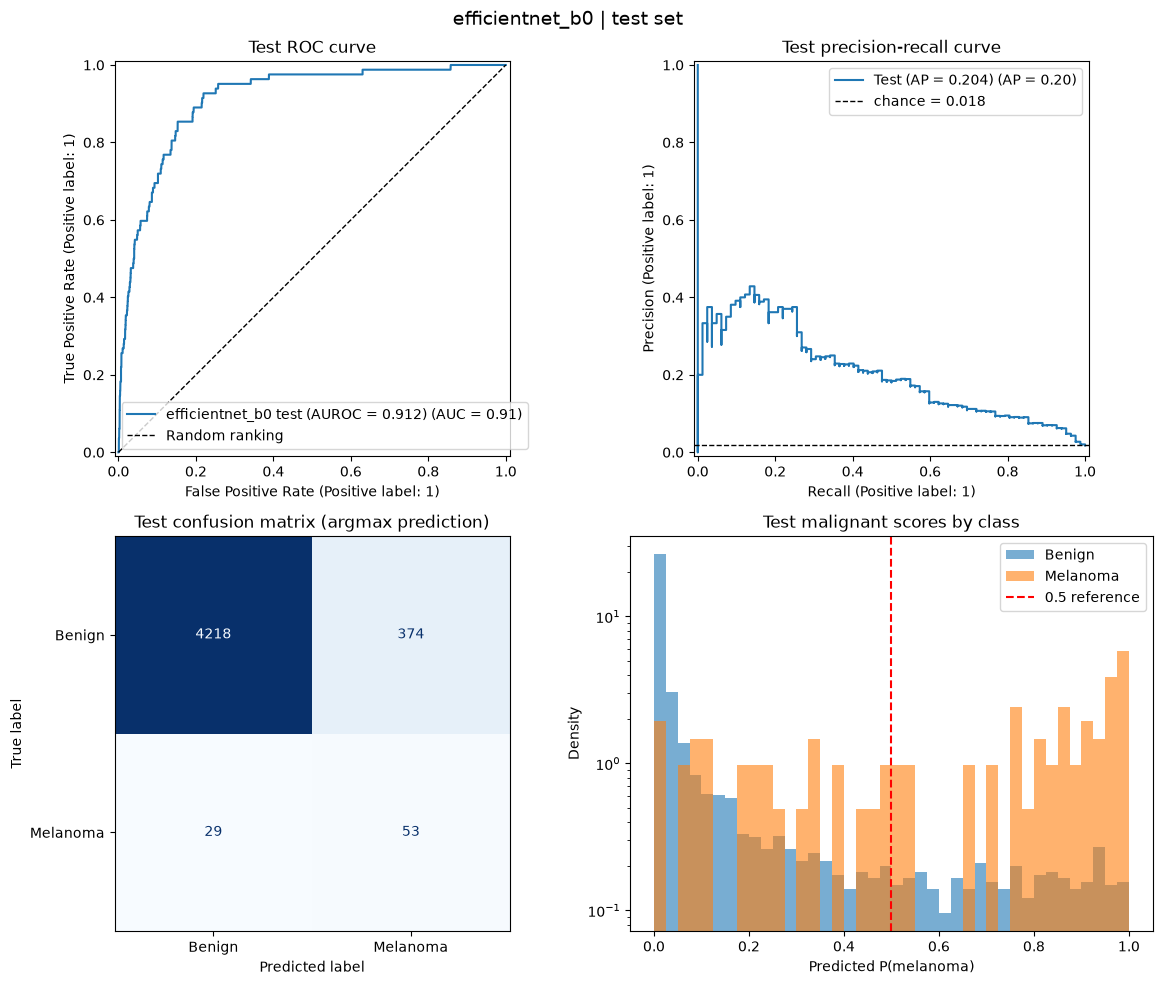 efficientnet_b0 | test set
Test ROC curve
True Positive Rate (Positive label: 1)
1.0
0.8
0.6
0.4
0.2
0.0
efficientnet_b0 test (AUROC = 0.912) (AUC = 0.91)
Random ranking
0.0 0.2 0.4 0.6 0.8 1.0
False Positive Rate (Positive label: 1)
Test precision-recall curve
Precision (Positive label: 1)
1.0
0.8
0.6
0.4
0.2
0.0
Test (AP = 0.204) (AP = 0.20)
chance = 0.018
0.0 0.2 0.4 0.6 0.8 1.0
Recall (Positive label: 1)
Test confusion matrix (argmax prediction)
True label
Benign
4218 374
Melanoma
29 53
Benign Melanoma
Predicted label
Test malignant scores by class
Density
10¹
10⁰
10⁻¹
Benign
Melanoma
0.5 reference
0.0 0.2 0.4 0.6 0.8 1.0
Predicted P(melanoma)